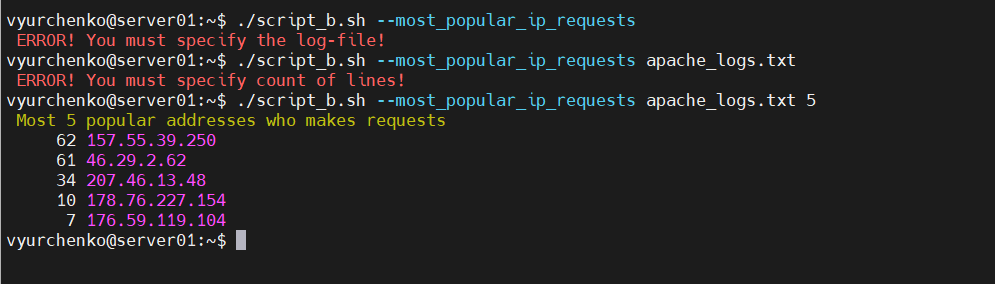 vyurchenko@server01:~$ ./script_b.sh --most_popular_ip_requests
ERROR! You must specify the log-file!
vyurchenko@server01:~$ ./script_b.sh --most_popular_ip_requests apache_logs.txt
ERROR! You must specify count of lines!
vyurchenko@server01:~$ ./script_b.sh --most_popular_ip_requests apache_logs.txt 5
Most 5 popular addresses who makes requests
62 157.55.39.250
61 46.29.2.62
34 207.46.13.48
10 178.76.227.154
7 176.59.119.104
vyurchenko@server01:~$